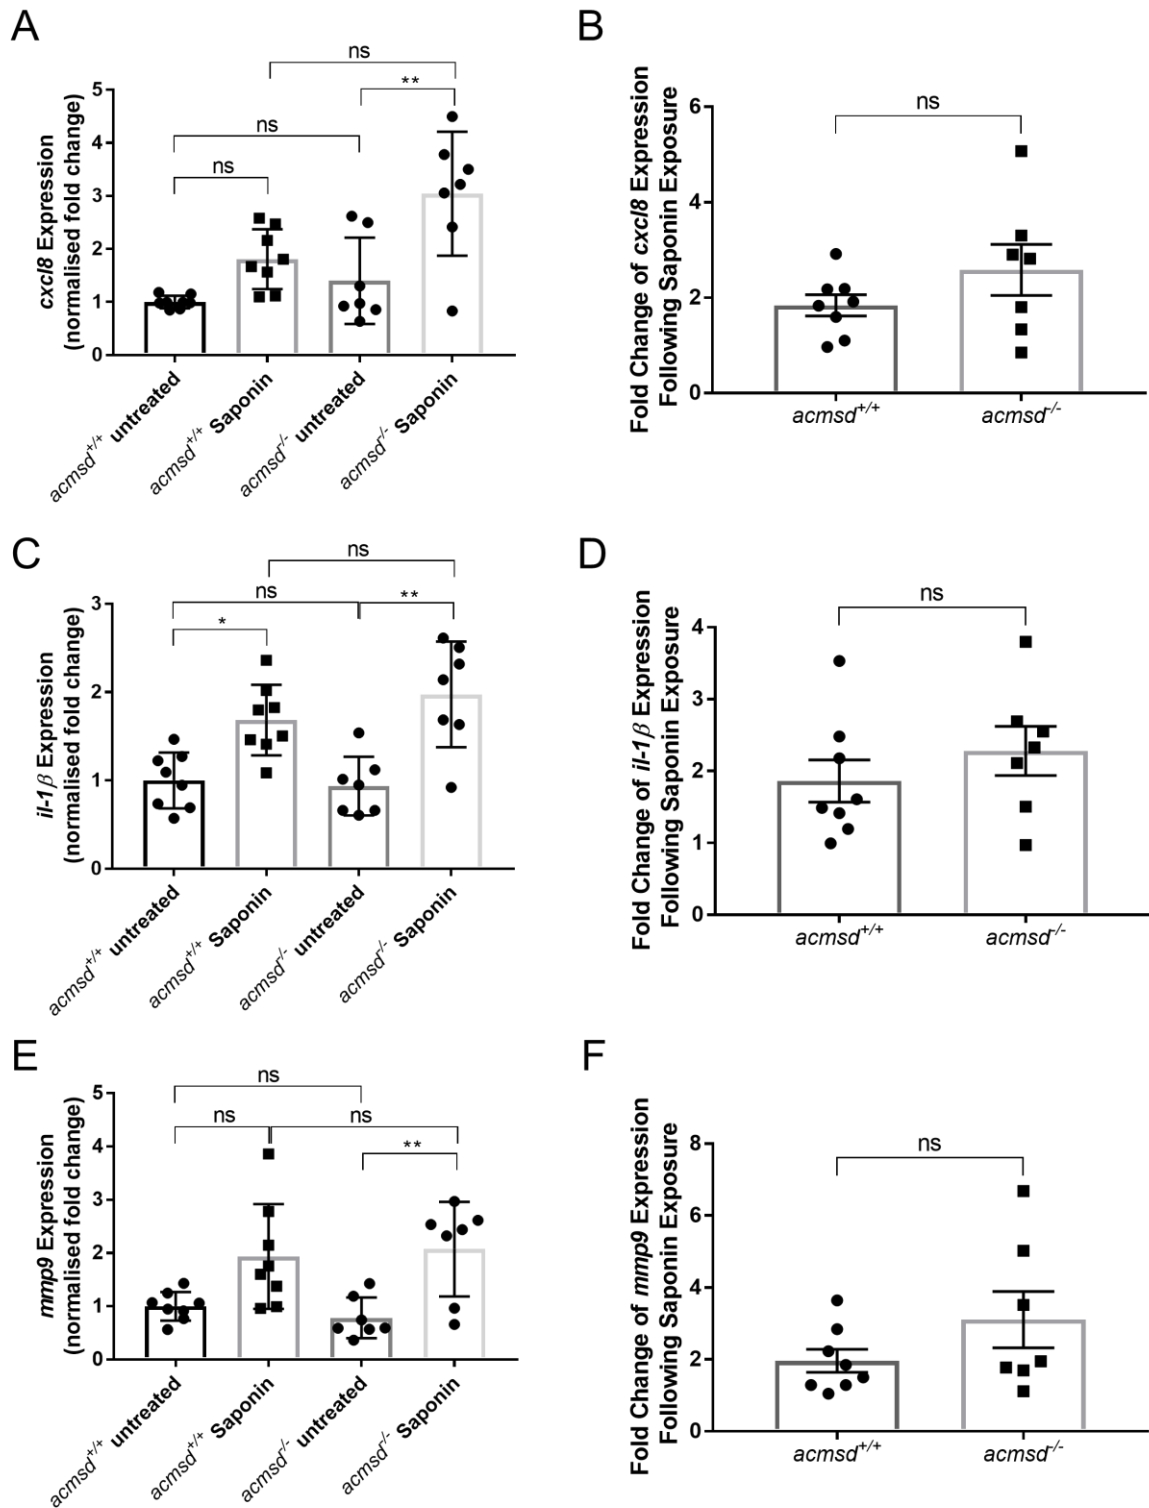 A
cxcl8 Expression
(normalised fold change)
5
4
3
2
1
0
ns
**
ns
ns
acmsd+/+ untreated
acmsd+/+ Saponin
acmsd-/- untreated
acmsd-/- Saponin
B
Fold Change of cxcl8 Expression
Following Saponin Exposure
6
4
2
0
ns
acmsd+/+
acmsd-/-
C
il-1β Expression
(normalised fold change)
3
2
1
0
ns
ns
**
*
acmsd+/+ untreated
acmsd+/+ Saponin
acmsd-/- untreated
acmsd-/- Saponin
D
Fold Change of il-1β Expression
Following Saponin Exposure
4
3
2
1
0
ns
acmsd+/+
acmsd-/-
E
mmp9 Expression
(normalised fold change)
5
4
3
2
1
0
ns
ns
ns
**
acmsd+/+ untreated
acmsd+/+ Saponin
acmsd-/- untreated
acmsd-/- Saponin
F
Fold Change of mmp9 Expression
Following Saponin Exposure
8
6
4
2
0
ns
acmsd+/+
acmsd-/-